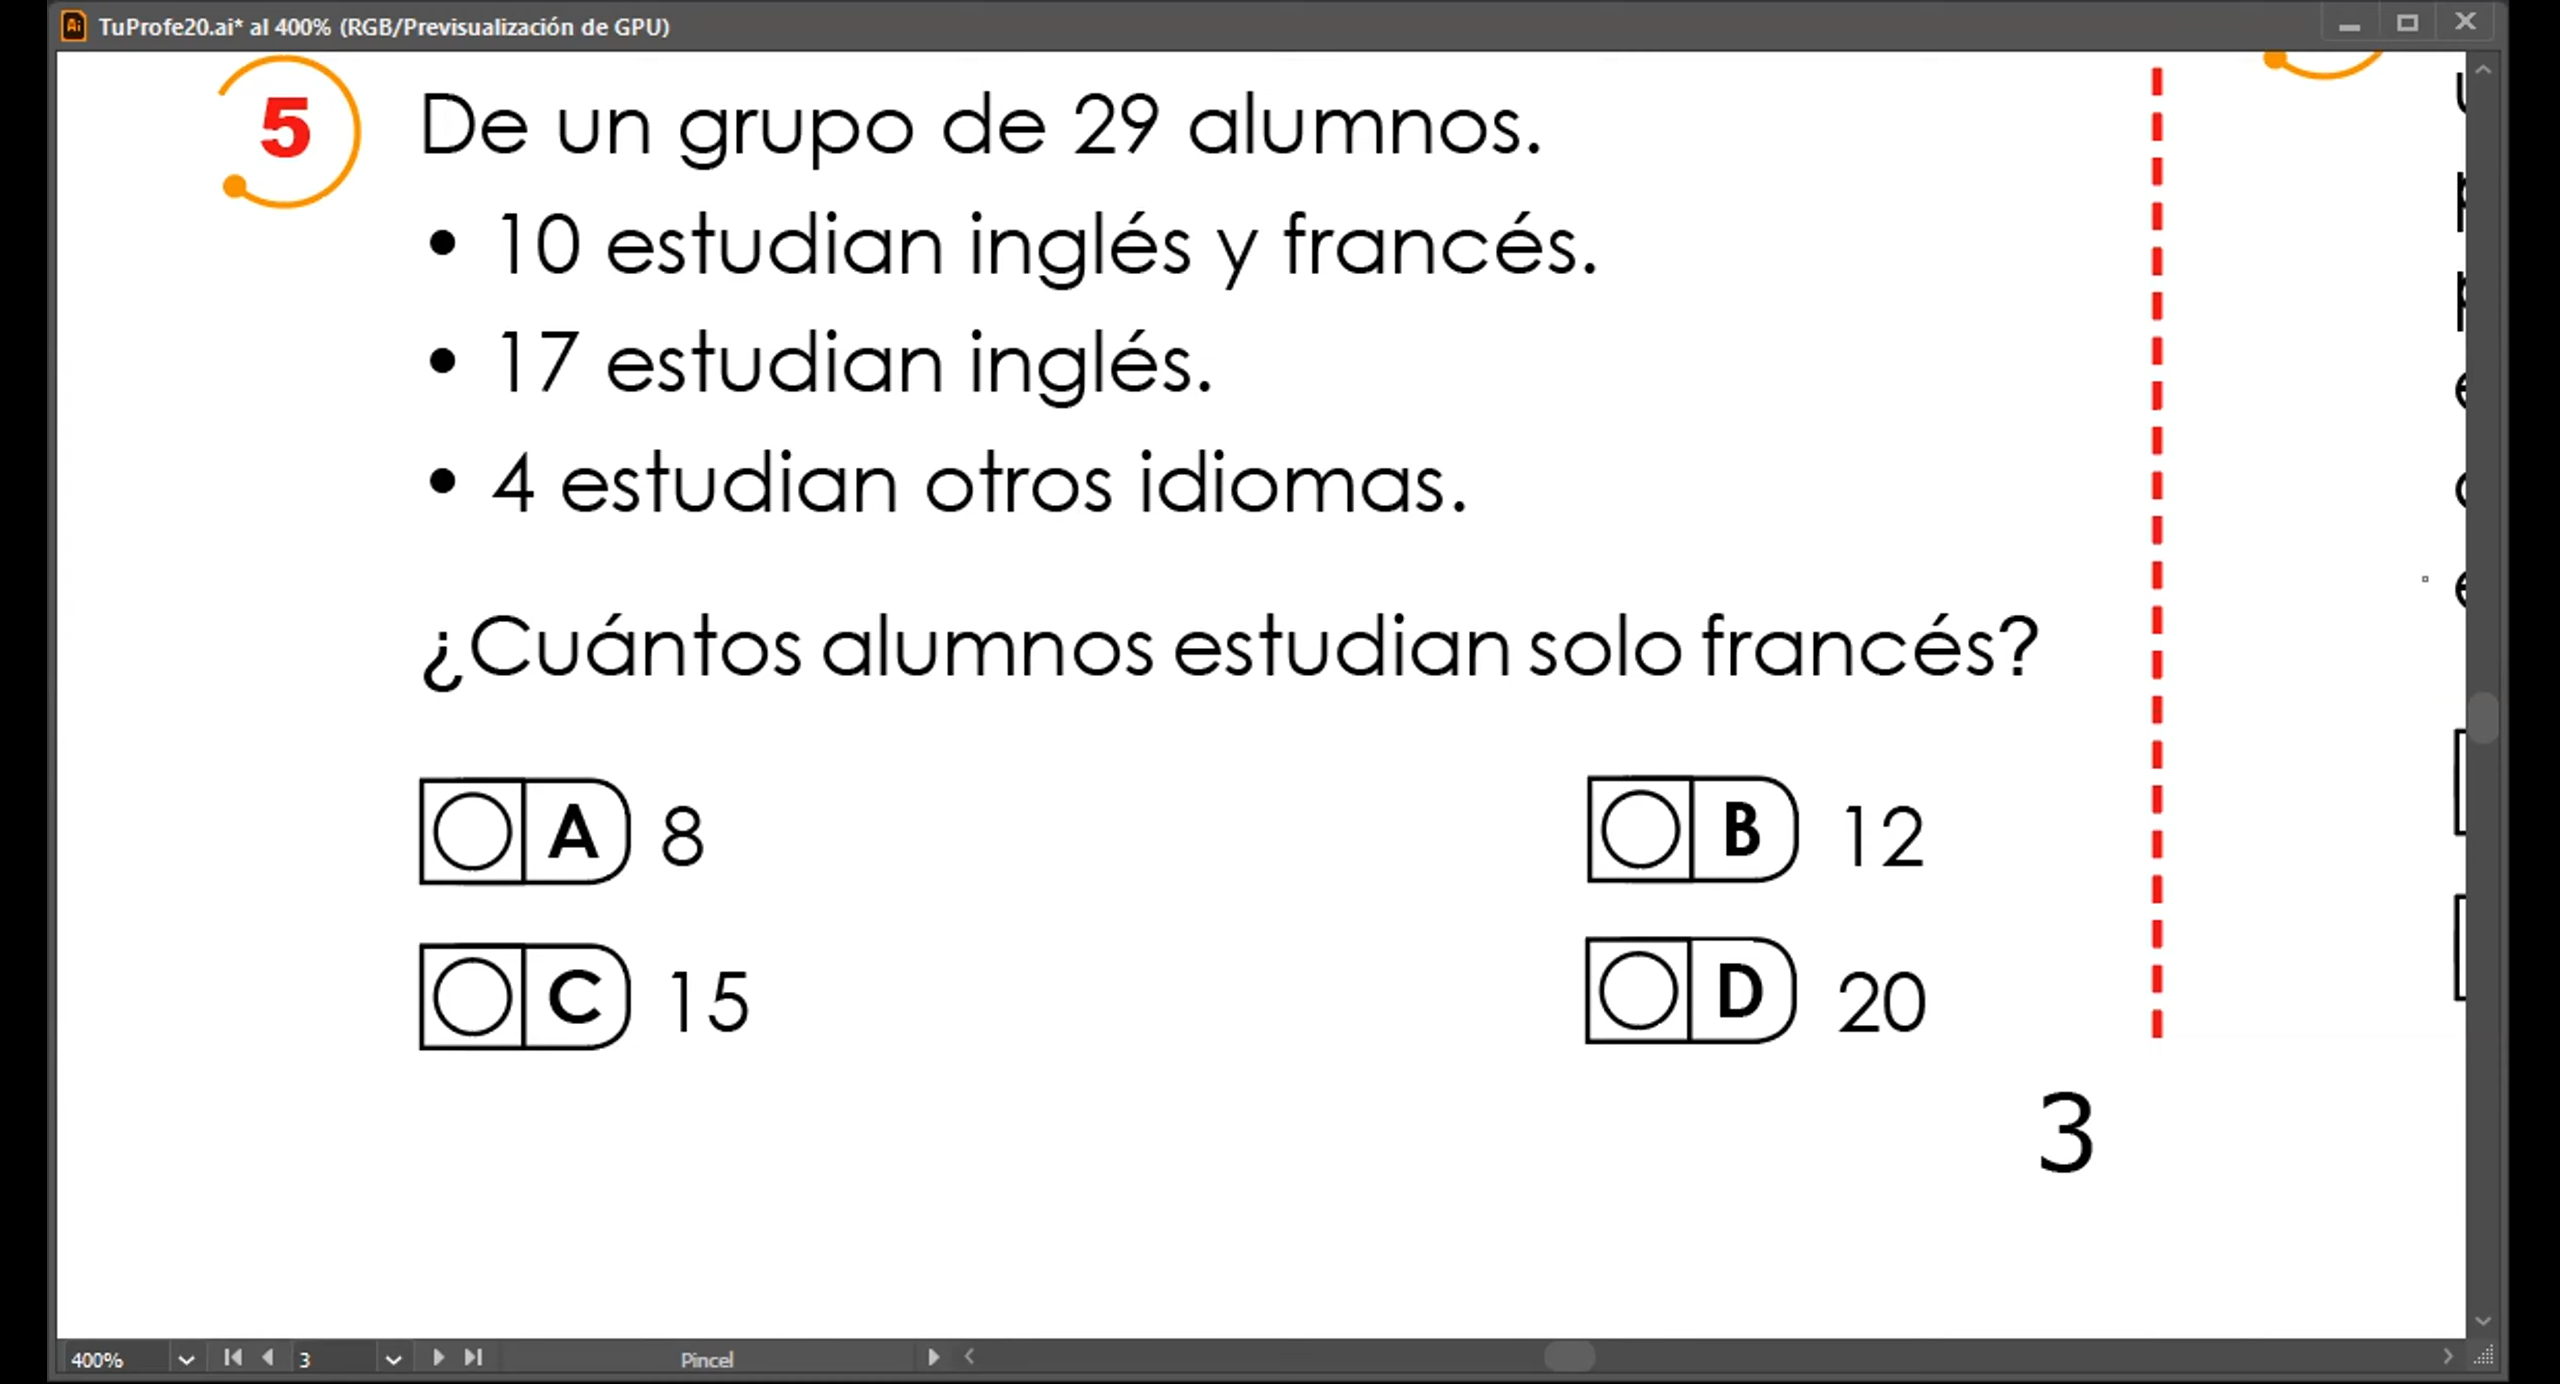 TuProfe20.ai* al 400% (RGB/Previsualización de GPU)
5
De un grupo de 29 alumnos.
• 10 estudian inglés y francés.
• 17 estudian inglés.
• 4 estudian otros idiomas.
¿Cuántos alumnos estudian solo francés?
A 8
B 12
C 15
D 20
3
400%
3
Pincel